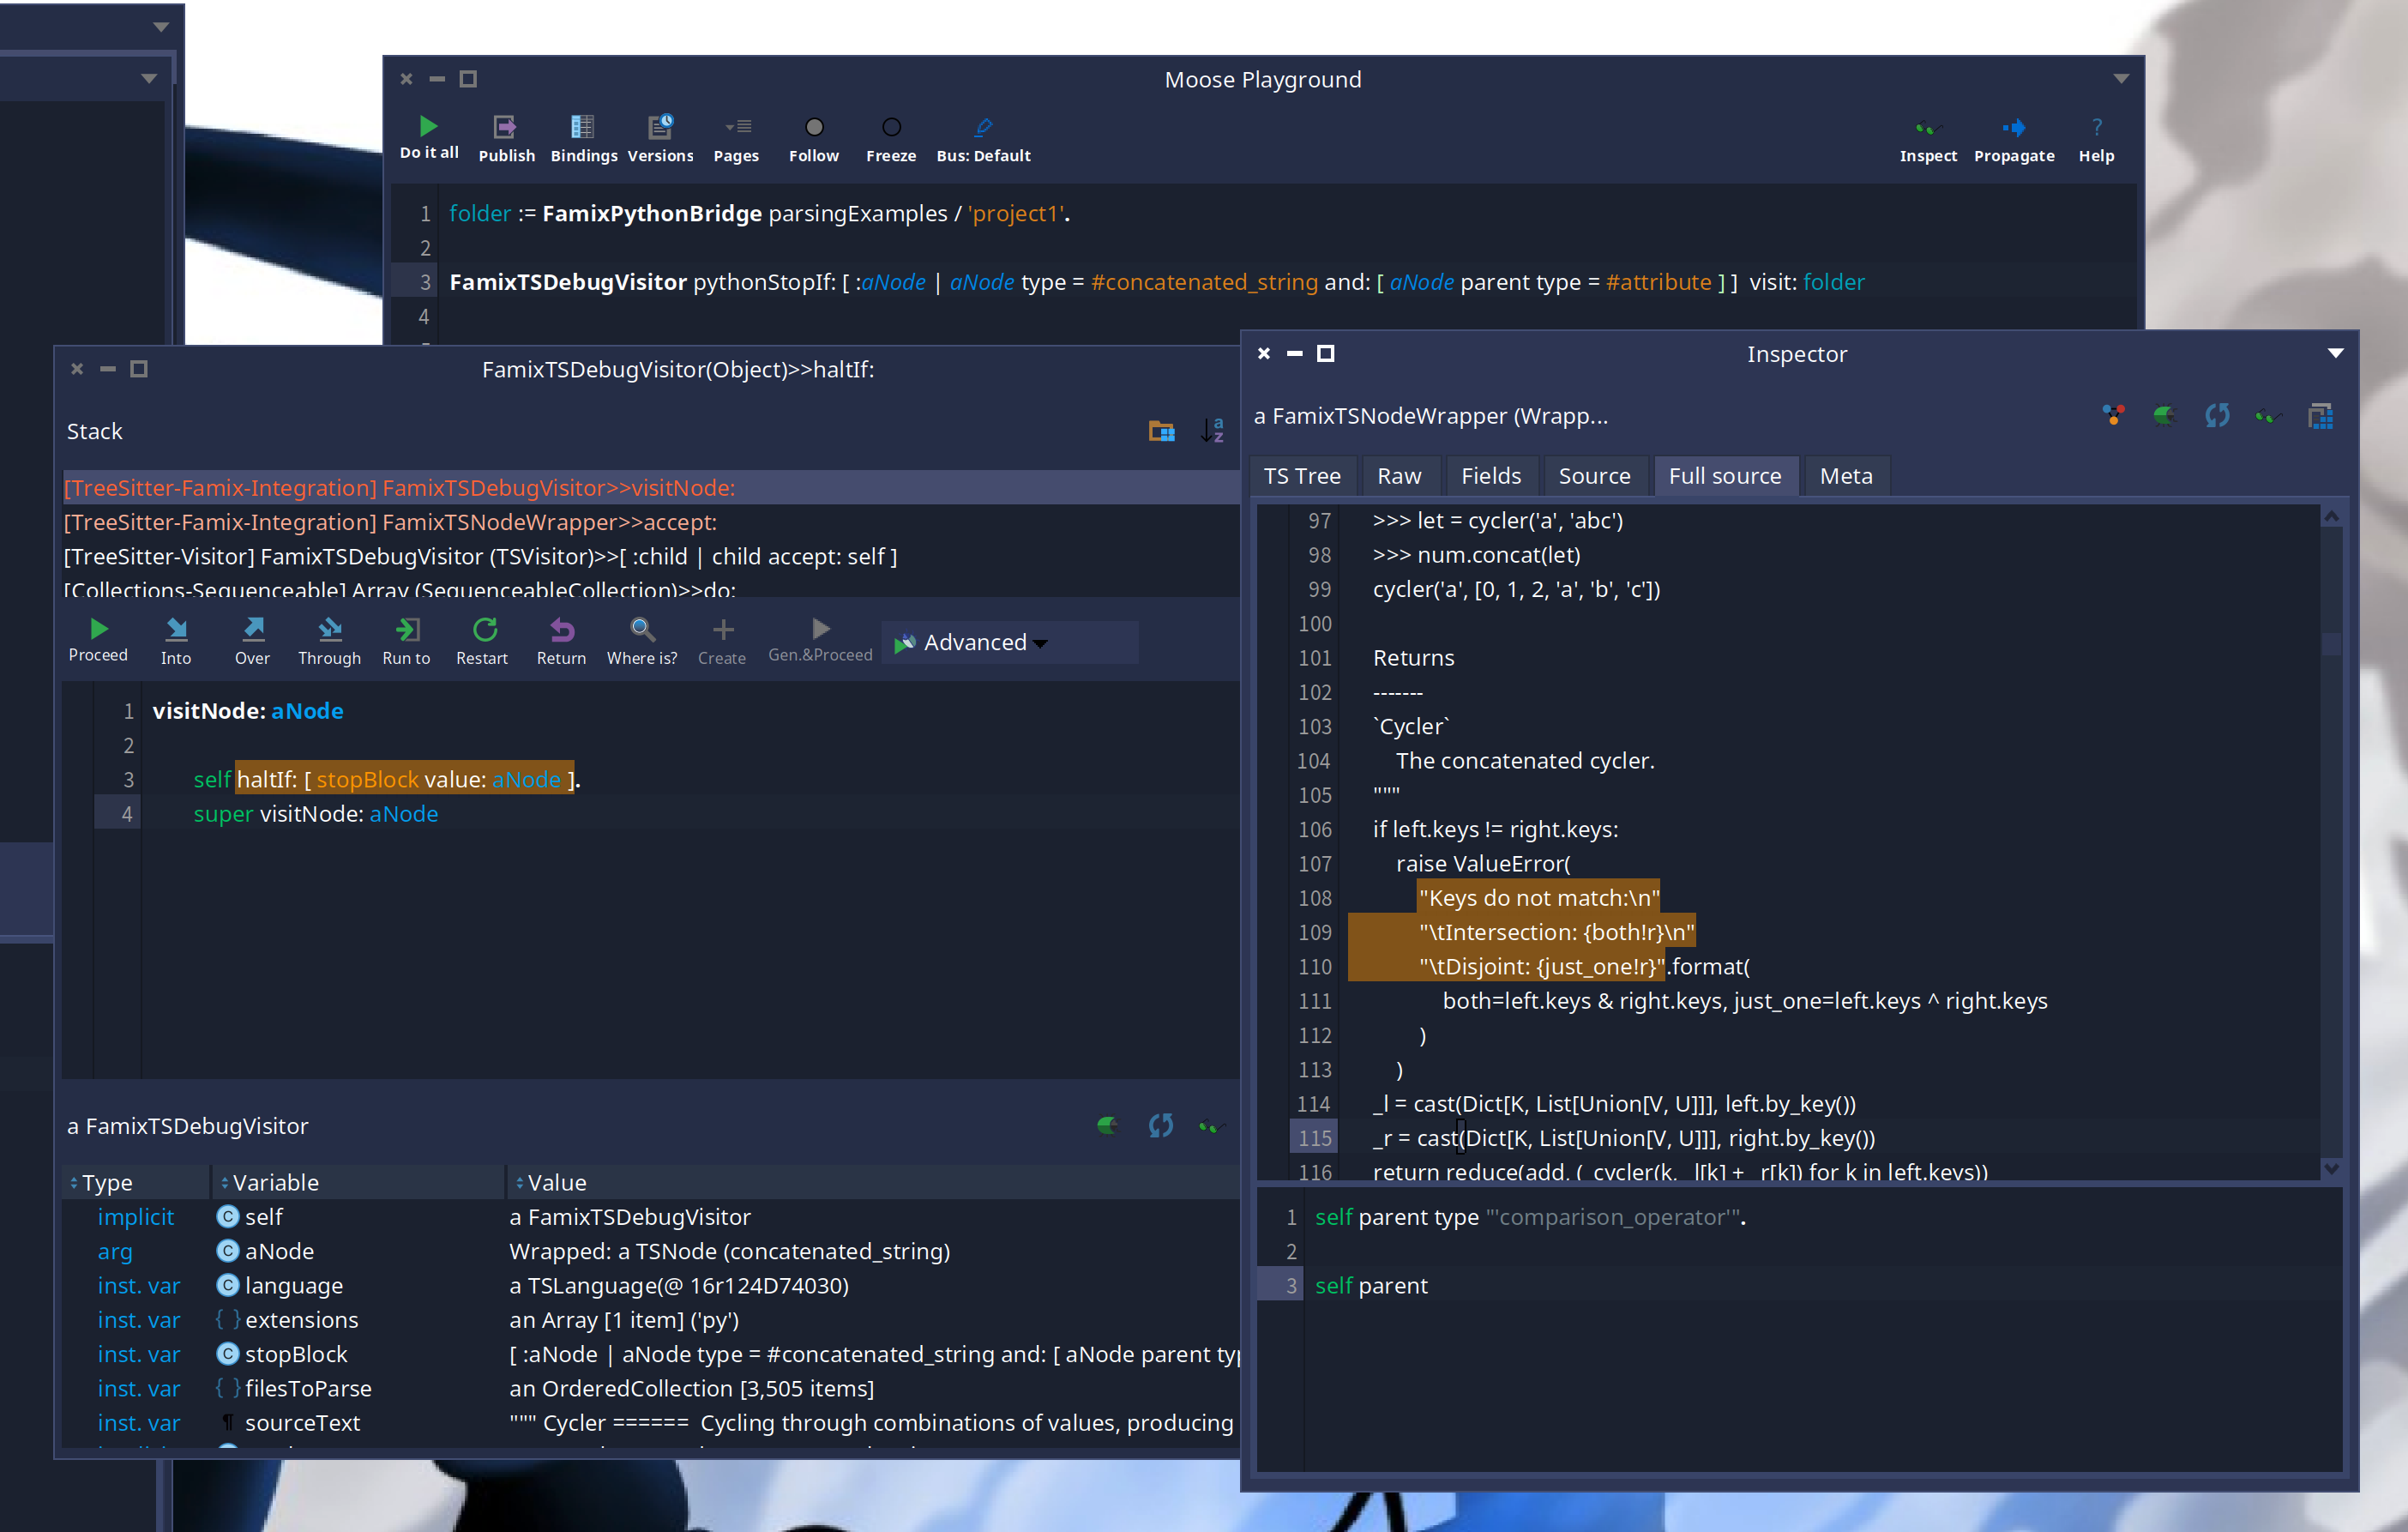 Moose Playground
Do it all
Publish
Bindings
Versions
Pages
Follow
Freeze
Bus: Default
Inspect
Propagate
Help
1 folder := FamixPythonBridge parsingExamples / 'project1'.
2
3 FamixTSDebugVisitor pythonStopIf: [ :aNode | aNode type = #concatenated_string and: [ aNode parent type = #attribute ] ] visit: folder
4
FamixTSDebugVisitor(Object)>>haltIf:
Stack
[TreeSitter-Famix-Integration] FamixTSDebugVisitor>>visitNode:
[TreeSitter-Famix-Integration] FamixTSNodeWrapper>>accept:
[TreeSitter-Visitor] FamixTSDebugVisitor (TSVisitor)>>[ :child | child accept: self ]
[Collections-Sequenceable] Array (SequenceableCollection)>>do:
Proceed
Into
Over
Through
Run to
Restart
Return
Where is?
Create
Gen.&Proceed
Advanced
1 visitNode: aNode
2
3 self haltIf: [ stopBlock value: aNode ].
4 super visitNode: aNode
a FamixTSDebugVisitor
Type Variable Value
implicit self a FamixTSDebugVisitor
arg aNode Wrapped: a TSNode (concatenated_string)
inst. var language a TSLanguage(@ 16r124D74030)
inst. var { } extensions an Array [1 item] ('py')
inst. var stopBlock [ :aNode | aNode type = #concatenated_string and: [ aNode parent typ
inst. var { } filesToParse an OrderedCollection [3,505 items]
inst. var ¶ sourceText """ Cycler ====== Cycling through combinations of values, producing
Inspector
a FamixTSNodeWrapper (Wrapp...
TS Tree
Raw
Fields
Source
Full source
Meta
97 >>> let = cycler('a', 'abc')
98 >>> num.concat(let)
99 cycler('a', [0, 1, 2, 'a', 'b', 'c'])
100
101 Returns
102 -------
103 `Cycler`
104 The concatenated cycler.
105 """
106 if left.keys != right.keys:
107 raise ValueError(
108 "Keys do not match:\n"
109 "\tIntersection: {both!r}\n"
110 "\tDisjoint: {just_one!r}".format(
111 both=left.keys & right.keys, just_one=left.keys ^ right.keys
112 )
113 )
114 _l = cast(Dict[K, List[Union[V, U]]], left.by_key())
115 _r = cast(Dict[K, List[Union[V, U]]], right.by_key())
116 return reduce(add, (_cycler(k, _l[k] + _r[k]) for k in left.keys))
1 self parent type "'comparison_operator'".
2
3 self parent